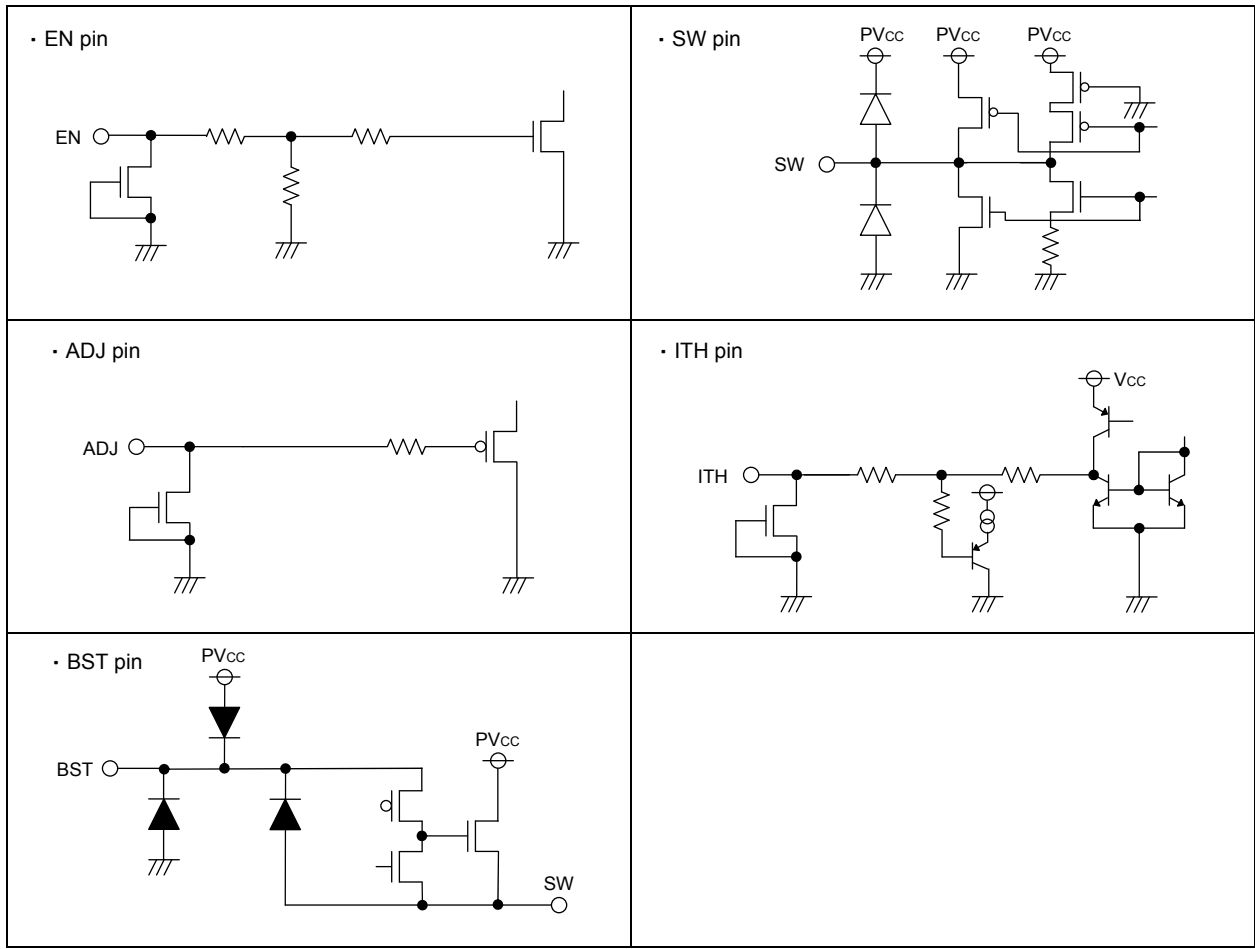 ・ EN pin
EN
・ SW pin
PVCC PVCC PVCC
SW
・ ADJ pin
ADJ
・ ITH pin
VCC
ITH
・ BST pin
PVCC
PVCC
BST
SW